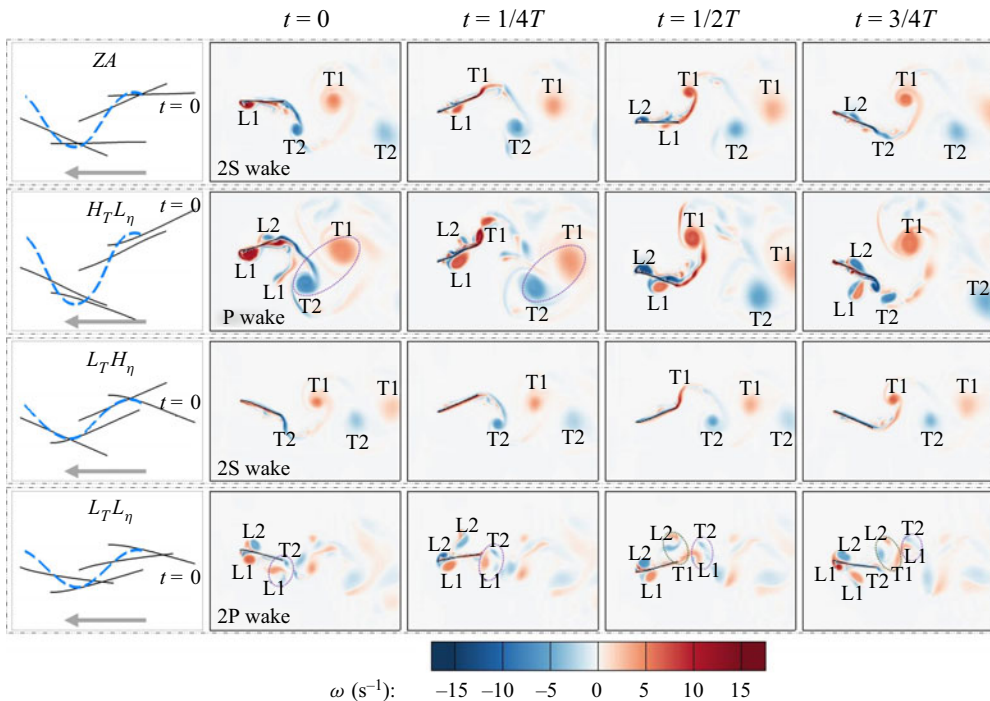 t = 0 t = 1/4T t = 1/2T t = 3/4T
ZA
t = 0
L1 T1 T2 T2
2S wake
T1 T1 L1 T2
T1 T1 L2 L1 T2
T1 T1 L1 T2
H_T L_η
t = 0
L2 T1 L1 L1 T2
P wake
L2 T1 T1 L1 T2
T1 L2 L1 T1 T2
T1 L2 L1 T2 T2
L_T H_η
t = 0
T1 T1 T2 T2
2S wake
T1 T1 T2 T2
T1 T1 T2
T1 T1 T2
L_T L_η
t = 0
L2 T2 L1 L1
2P wake
L2 T2 L1 L1
L2 T2 L2 L1 T1 L1
L2 T2 L2 L1 T2 T1 L1
−15 −10 −5 0 5 10 15
ω (s⁻¹):